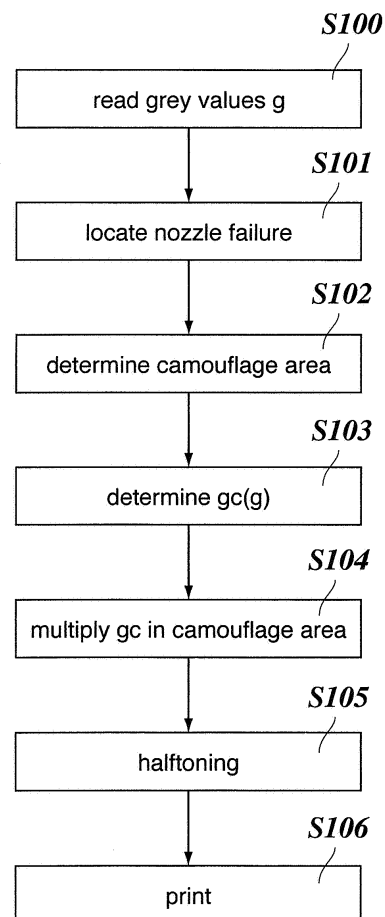 S100
read grey values g
S101
locate nozzle failure
S102
determine camouflage area
S103
determine gc(g)
S104
multiply gc in camouflage area
S105
halftoning
S106
print